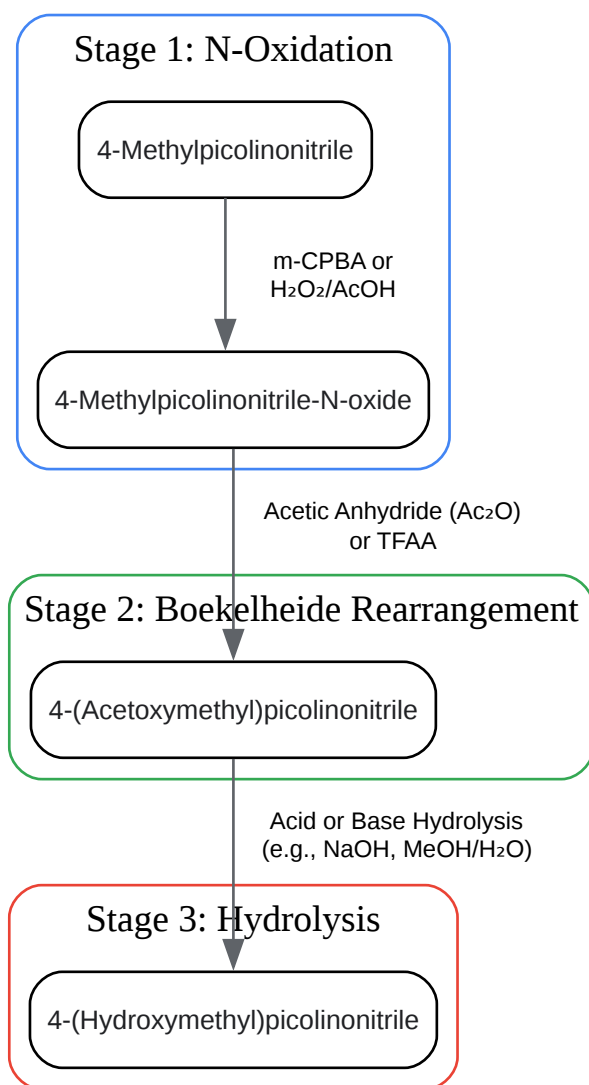 Stage 1: N-Oxidation
4-Methylpicolinonitrile
m-CPBA or
H₂O₂/AcOH
4-Methylpicolinonitrile-N-oxide
Acetic Anhydride (Ac₂O)
or TFAA
Stage 2: Boekelheide Rearrangement
4-(Acetoxymethyl)picolinonitrile
Acid or Base Hydrolysis
(e.g., NaOH, MeOH/H₂O)
Stage 3: Hydrolysis
4-(Hydroxymethyl)picolinonitrile